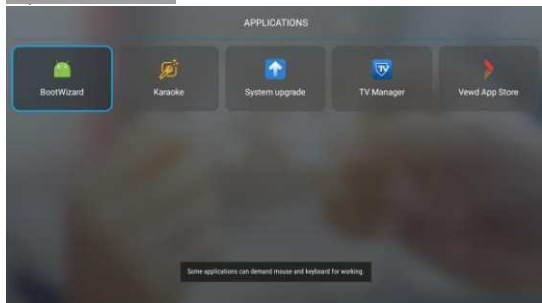 APPLICATIONS
BootWizard
Karaoke
System upgrade
TV Manager
Vewd App Store
TV
Some applications can demand mouse and keyboard for working.